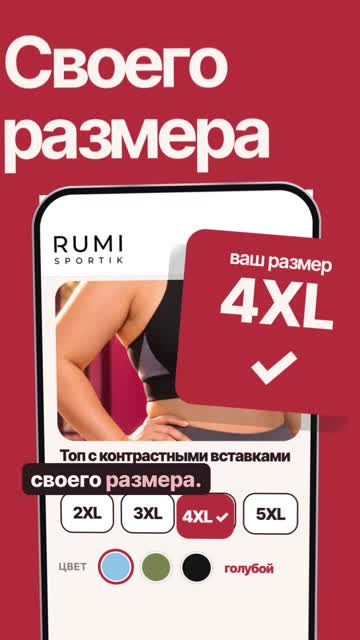 Своего
размера
RUMI
SPORTIK
ваш размер
4XL
Топ с контрастными вставками
своего размера.
2XL
3XL
4XL
5XL
ЦВЕТ
голубой